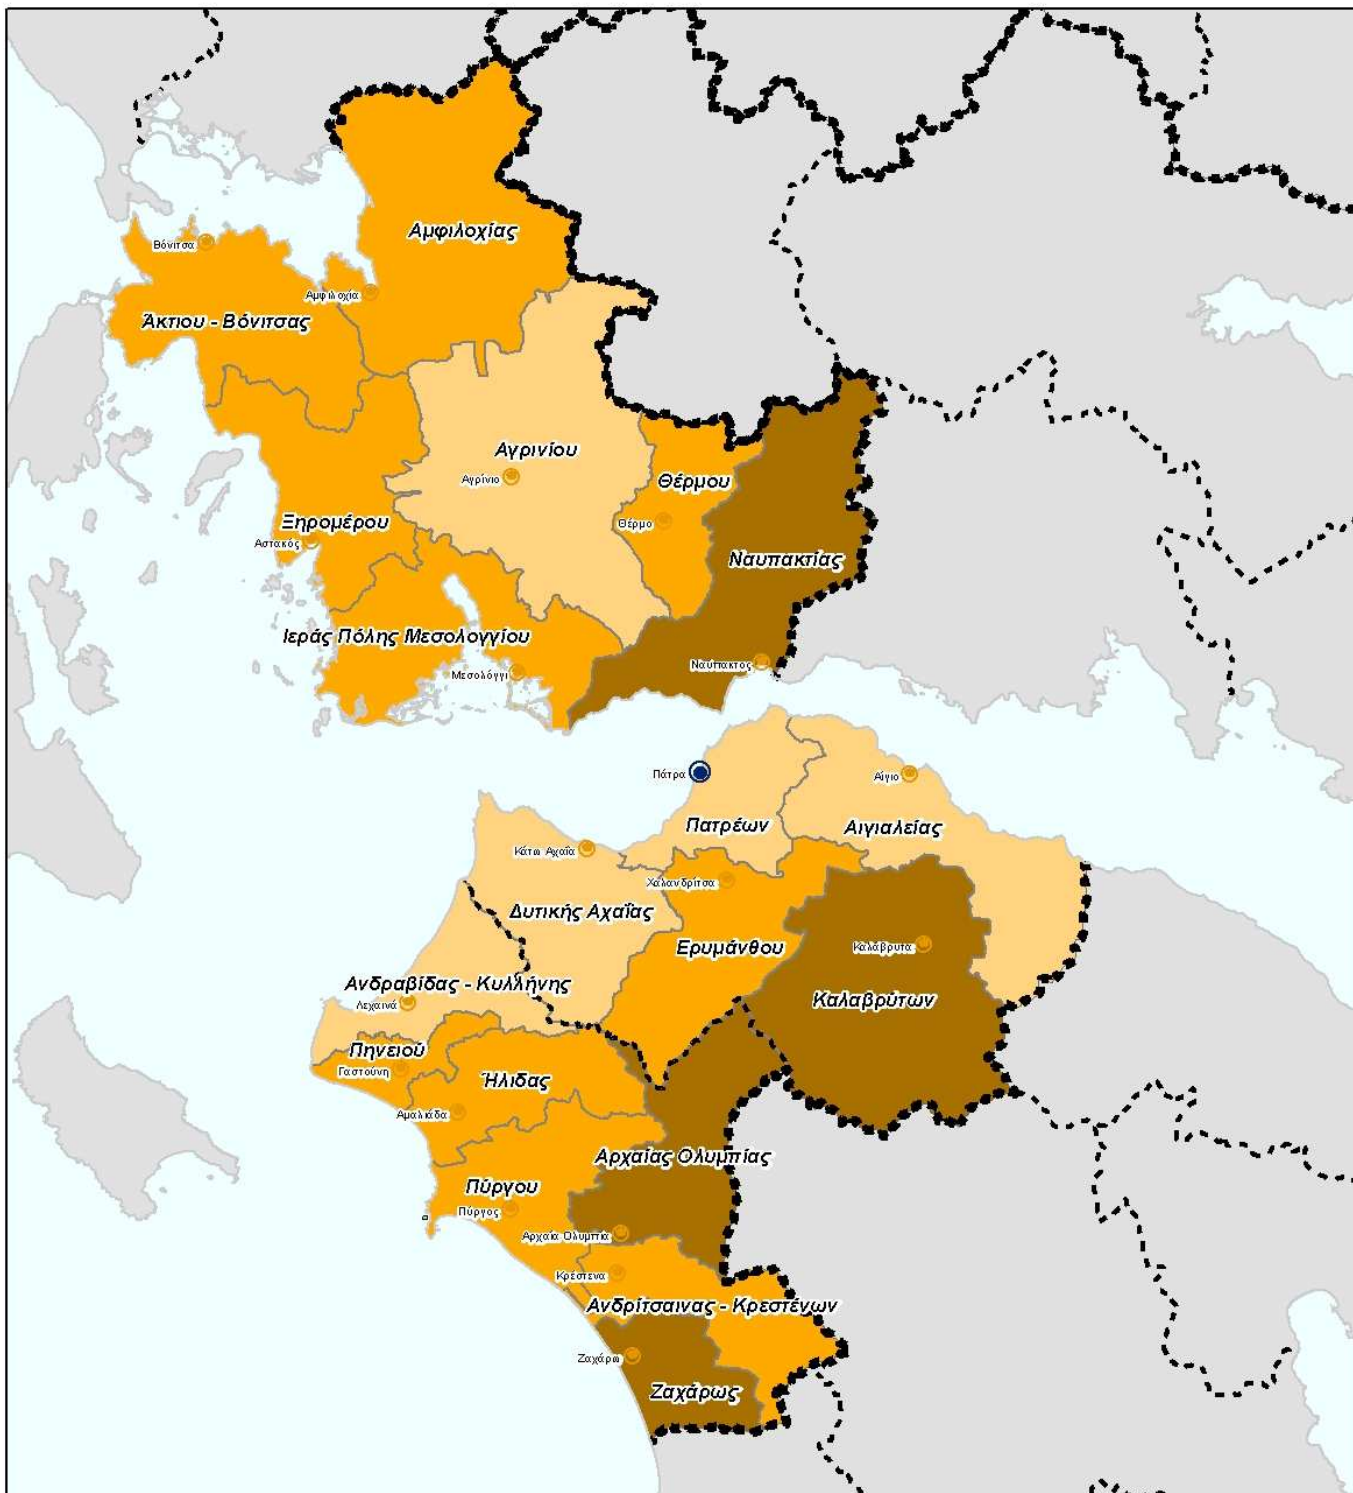 Αμφιλοχίας
Βόνιτσα
Αμφιλοχία
Άκτιου - Βόνιτσας
Αγρινίου
Αγρίνιο
Θέρμου
Θέρμο
Ξηρομέρου
Αστακός
Ναυπακτίας
Ιεράς Πόλης Μεσολογγίου
Μεσολόγγι
Ναύπακτος
Πάτρα
Αίγιο
Πατρέων
Αιγιαλείας
Κάτω Αχαΐα
Χαλανδρίτσα
Δυτικής Αχαΐας
Ερυμάνθου
Καλάβρυτα
Ανδραβίδας - Κυλλήνης
Λεχαινά
Καλαβρύτων
Πηνειού
Γαστούνη
Ήλιδας
Αμαλιάδα
Αρχαίας Ολυμπίας
Πύργου
Πύργος
Αρχαία Ολυμπία
Κρέστενα
Ανδρίτσαινας - Κρεστένων
Ζαχάρω
Ζαχάρως